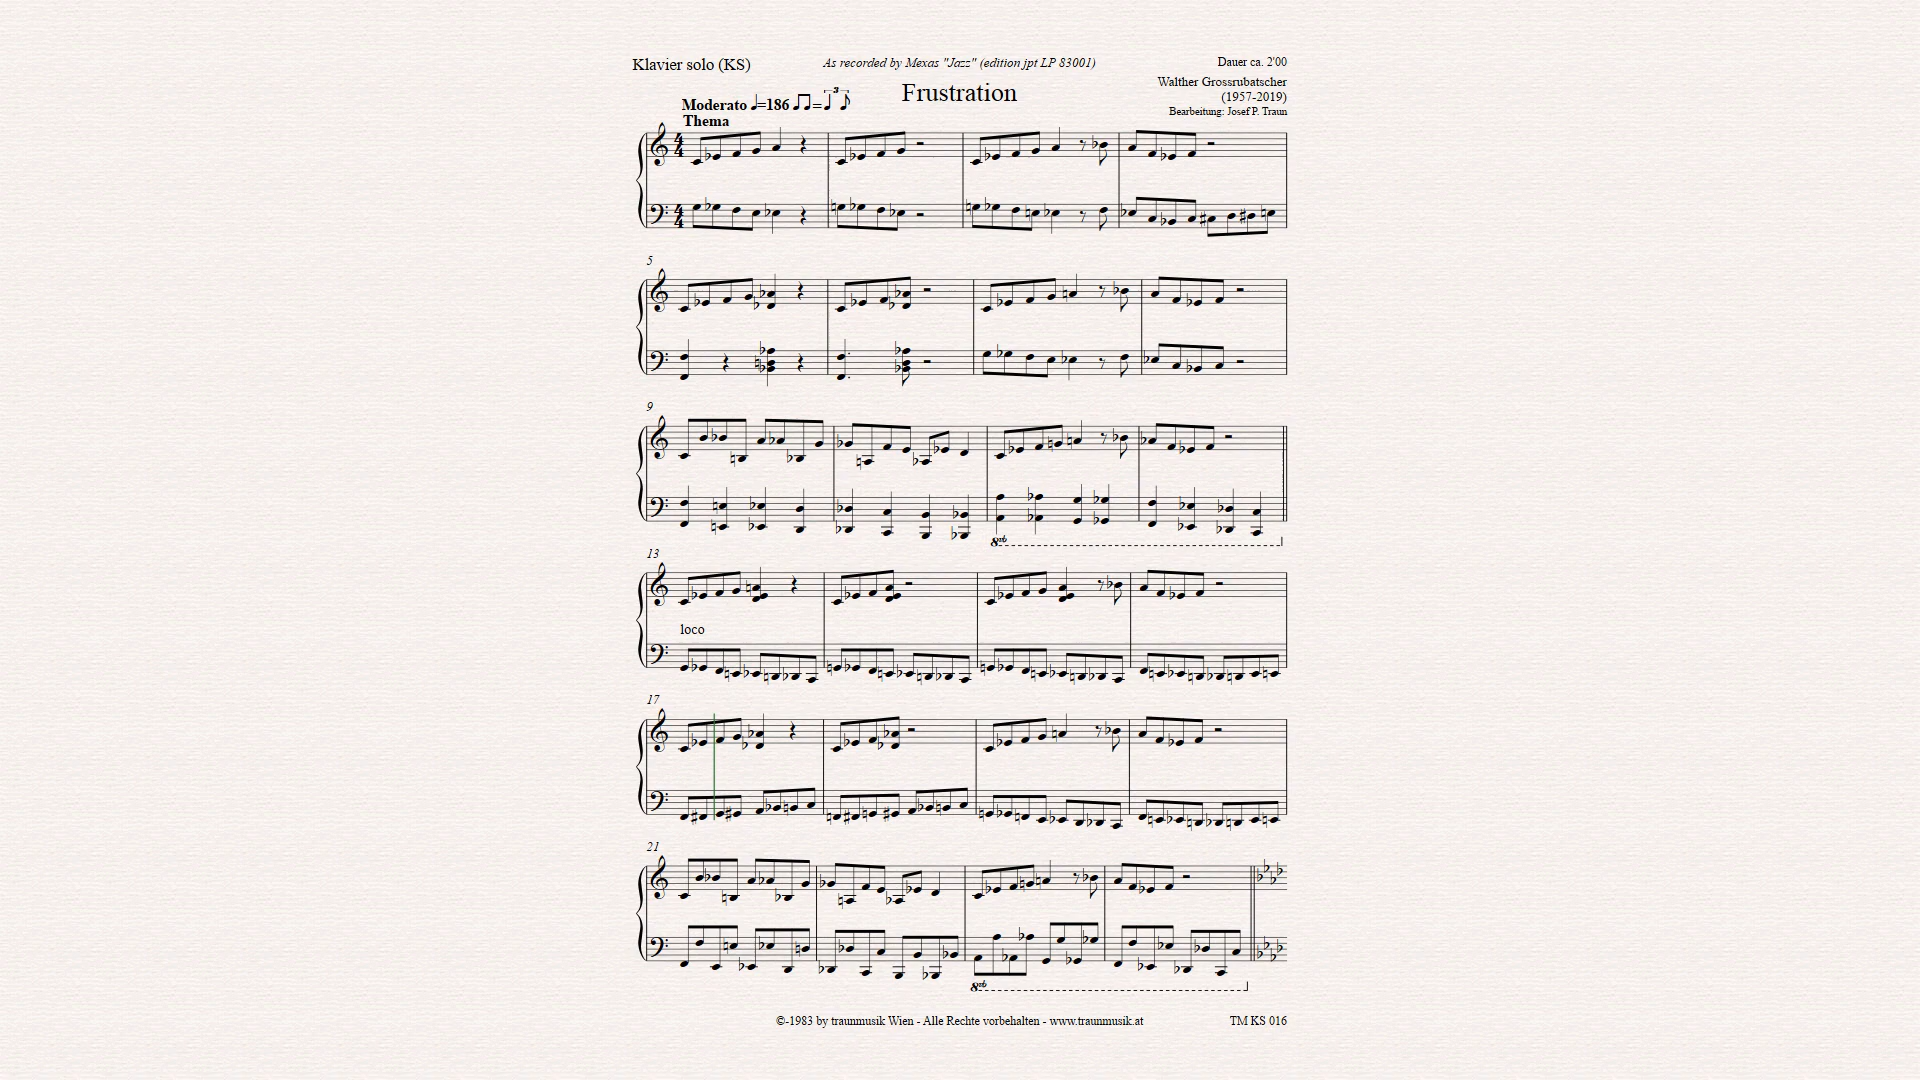 Klavier solo (KS)
As recorded by Mexas "Jazz" (edition jpt LP 83001)
Dauer ca. 2'00
Frustration
Walther Grossrubatscher
(1957-2019)
Bearbeitung: Josef P. Traun
Moderato ♩=186 ♫=♩ ♪ 3
Thema
5
9
8vb
13
loco
17
21
8vb
©-1983 by traunmusik Wien - Alle Rechte vorbehalten - www.traunmusik.at
TM KS 016